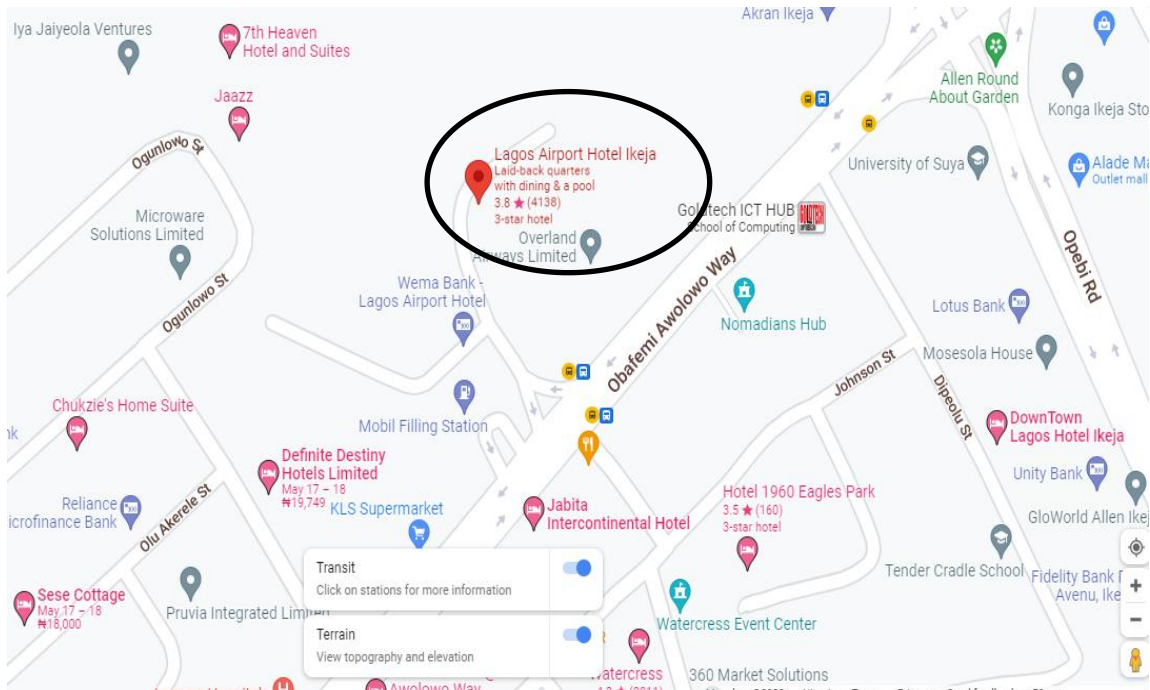 Iya Jaiyeola Ventures
7th Heaven
Hotel and Suites
Akran Ikeja
Allen Round
About Garden
Konga Ikeja Sto
Jaazz
Ogunlowo St
Lagos Airport Hotel Ikeja
Laid-back quarters
with dining & a pool
3.8 ★ (4138)
3-star hotel
University of Suya
Alade Ma
Outlet mall
Microware
Solutions Limited
Overland
Airways Limited
Goldtech ICT HUB
School of Computing
GOLDTECH
Opebi Rd
Wema Bank -
Lagos Airport Hotel
Ogunlowo St
Obafemi Awolowo Way
Nomadians Hub
Lotus Bank
Mosesola House
Johnson St
Dipeolu St
Chukzie's Home Suite
nk
Mobil Filling Station
DownTown
Lagos Hotel Ikeja
Definite Destiny
Hotels Limited
May 17 – 18
₦19,749
Unity Bank
Reliance
icrofinance Bank
Olu Akerele St
KLS Supermarket
Jabita
Intercontinental Hotel
Hotel 1960 Eagles Park
3.5 ★ (160)
3-star hotel
GloWorld Allen Ike
Transit
Click on stations for more information
Tender Cradle School
Fidelity Bank
Avenu, Ike
Sese Cottage
May 17 – 18
₦18,000
Pruvia Integrated Limited
Terrain
View topography and elevation
R
Watercress Event Center
Watercress
360 Market Solutions
Awolowo Way